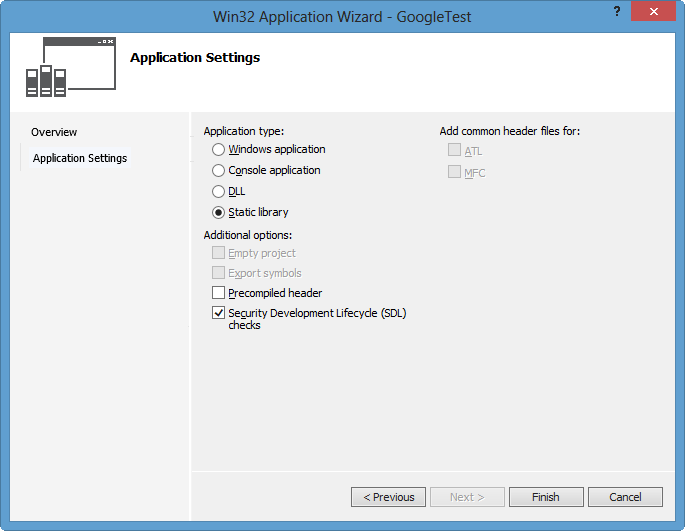 Win32 Application Wizard - GoogleTest
?
Application Settings
Overview
Application Settings
Application type:
Windows application
Console application
DLL
Static library
Additional options:
Empty project
Export symbols
Precompiled header
Security Development Lifecycle (SDL)
checks
Add common header files for:
ATL
MFC
< Previous
Next >
Finish
Cancel